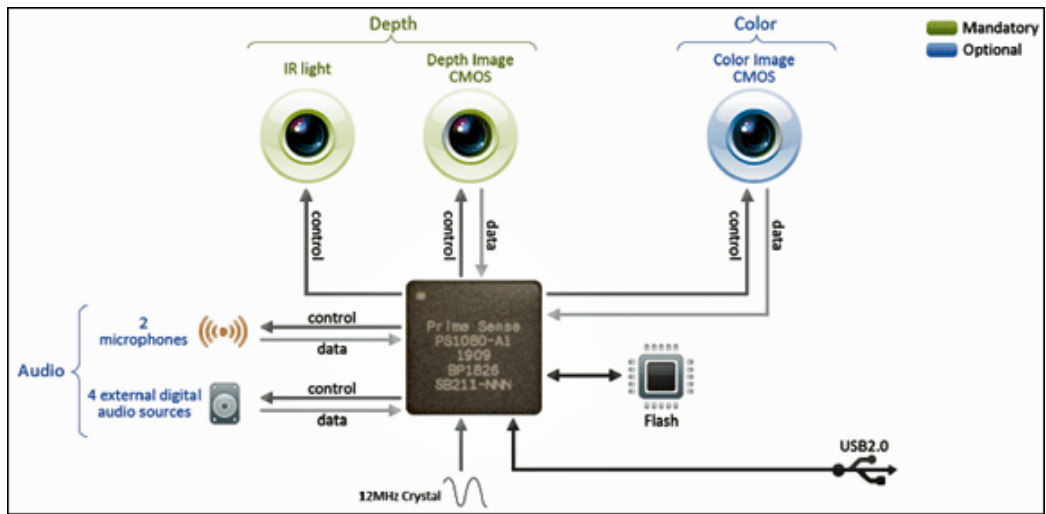 Depth
Color
Mandatory
Optional
IR light
Depth Image
CMOS
Color Image
CMOS
control
control
data
control
data
2
microphones
control
data
Audio
4 external digital
audio sources
control
data
Prime Sense
PS1080-A1
1909
BP1826
SB211-NNN
Flash
USB2.0
12MHz Crystal